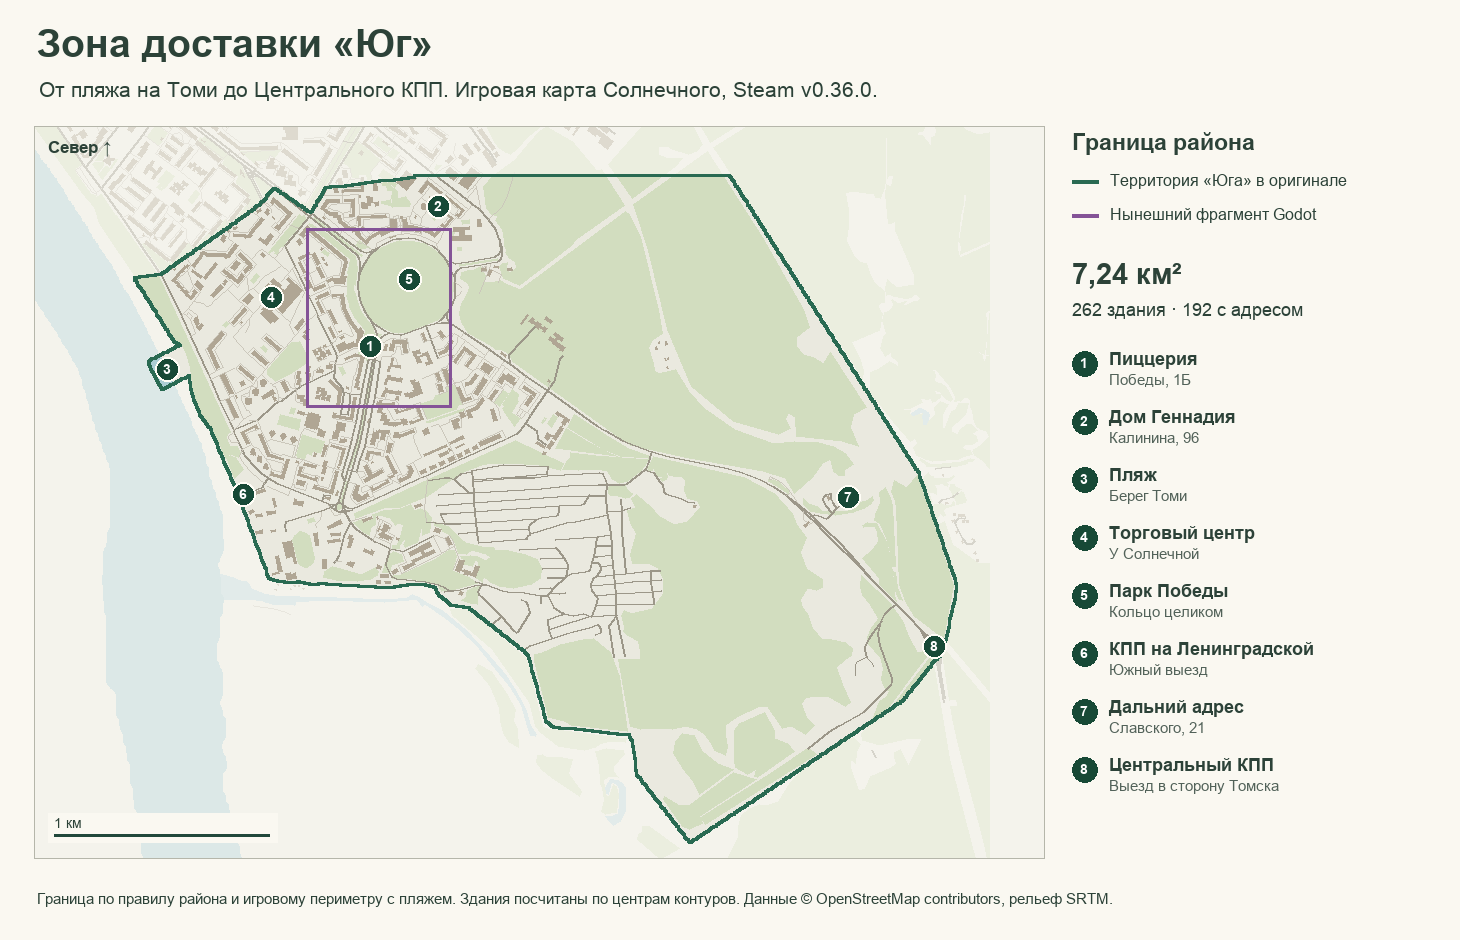 Зона доставки «Юг»
От пляжа на Томи до Центрального КПП. Игровая карта Солнечного, Steam v0.36.0.
Север ↑
2
5
4
1
3
6
7
8
1 км
Граница района
Территория «Юга» в оригинале
Нынешний фрагмент Godot
7,24 км²
262 здания · 192 с адресом
1 Пиццерия
Победы, 1Б
2 Дом Геннадия
Калинина, 96
3 Пляж
Берег Томи
4 Торговый центр
У Солнечной
5 Парк Победы
Кольцо целиком
6 КПП на Ленинградской
Южный выезд
7 Дальний адрес
Славского, 21
8 Центральный КПП
Выезд в сторону Томска
Граница по правилу района и игровому периметру с пляжем. Здания посчитаны по центрам контуров. Данные © OpenStreetMap contributors, рельеф SRTM.